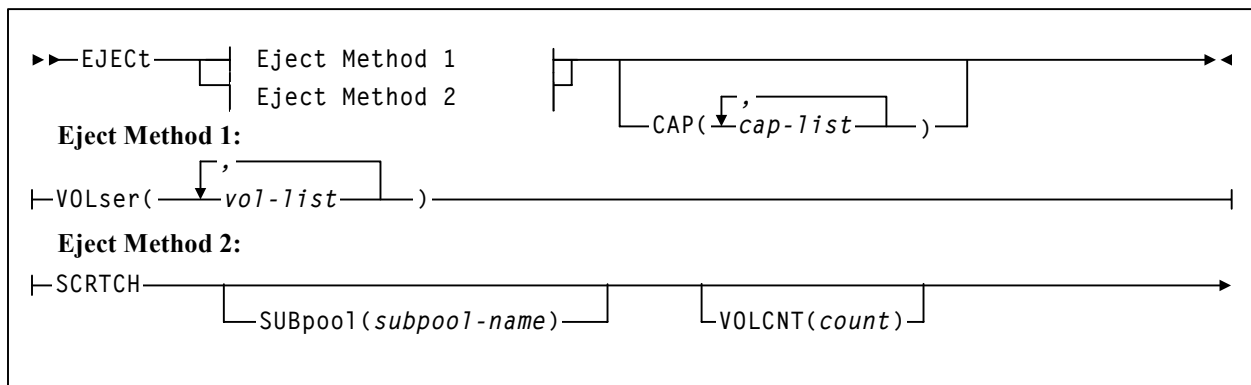 EJECt Eject Method 1
Eject Method 2
,
CAP( cap-list )
Eject Method 1:
,
VOLser( vol-list )
Eject Method 2:
SCRTCH
SUBpool(subpool-name) VOLCNT(count)